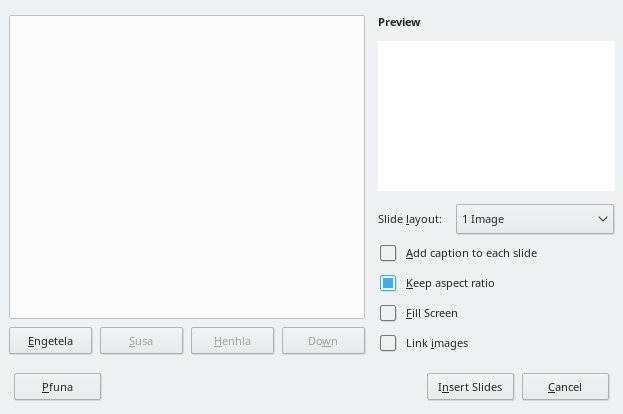 Preview
Slide layout: 1 Image
Add caption to each slide
Keep aspect ratio
Fill Screen
Link images
Engetela Susa Henhla Down
Pfuna Insert Slides Cancel